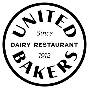 UNITED
Since
DAIRY RESTAURANT
1912
BAKERS